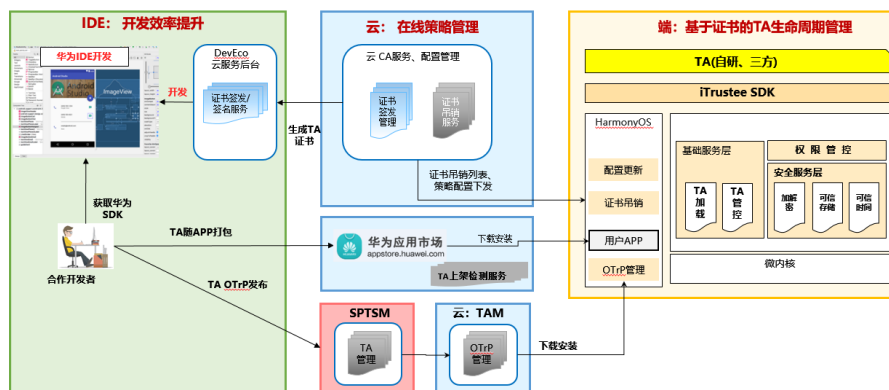 IDE：开发效率提升
华为IDE开发
DevEco
云服务后台
证书签发/
签名服务
开发
获取华为
SDK
合作开发者
云：在线策略管理
云 CA服务、配置管理
证书
签发
管理
证书
吊销
服务
生成TA
证书
证书吊销列表、
策略配置下发
TA随APP打包
华为应用市场
appstore.huawei.com
TA上架检测服务
下载安装
TA OTrP发布
SPTSM
TA
管理
云：TAM
OTrP
管理
下载安装
端：基于证书的TA生命周期管理
TA(自研、三方)
iTrustee SDK
HarmonyOS
配置更新
证书吊销
用户APP
OTrP管理
基础服务层
TA
加
载
TA
管
控
权 限 管 控
安全服务层
加解
密
可信
存储
可信
时间
微内核